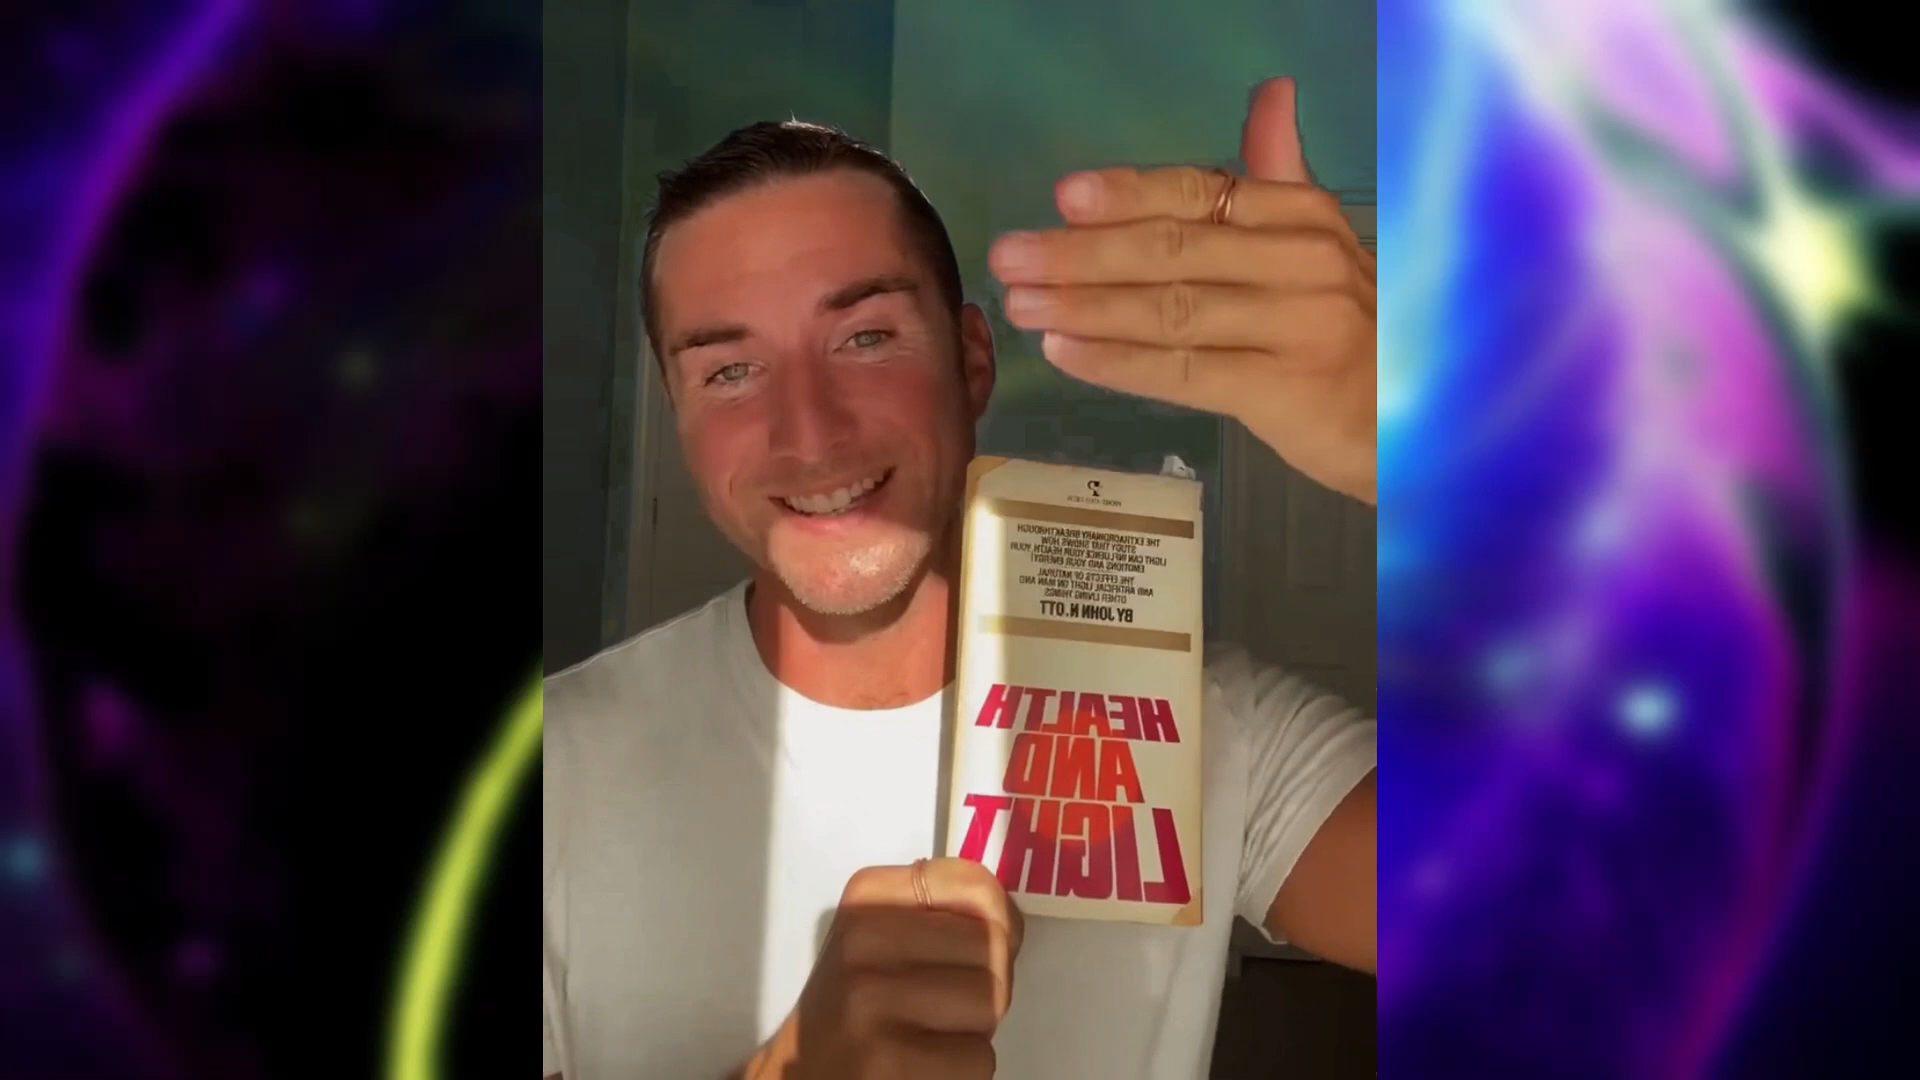 THE EXTRAORDINARY BREAKTHROUGH
STUDY THAT SHOWS HOW
LIGHT CAN INFLUENCE YOUR HEALTH, YOUR
EMOTIONS AND YOUR ENERGY!
THE EFFECTS OF NATURAL
AND ARTIFICIAL LIGHT ON MAN AND
OTHER LIVING THINGS
BY JOHN N. OTT
HEALTH
AND
LIGHT